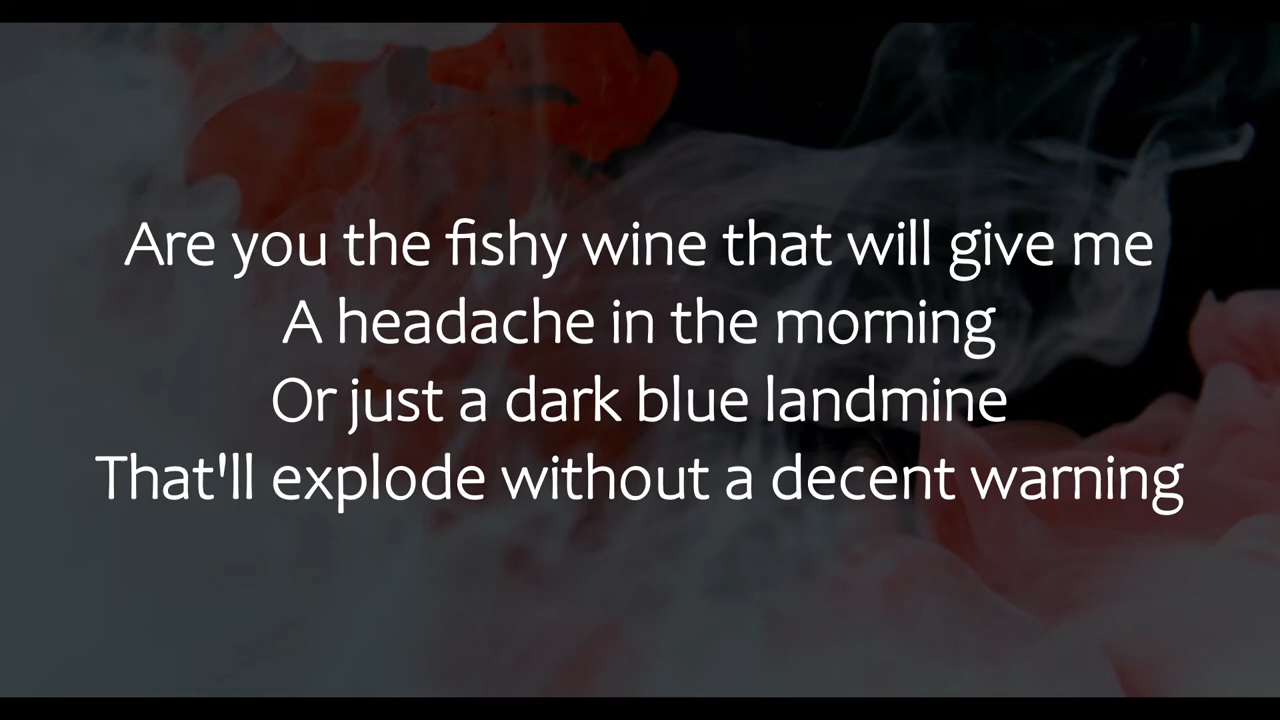 Are you the fishy wine that will give me
A headache in the morning
Or just a dark blue landmine
That'll explode without a decent warning